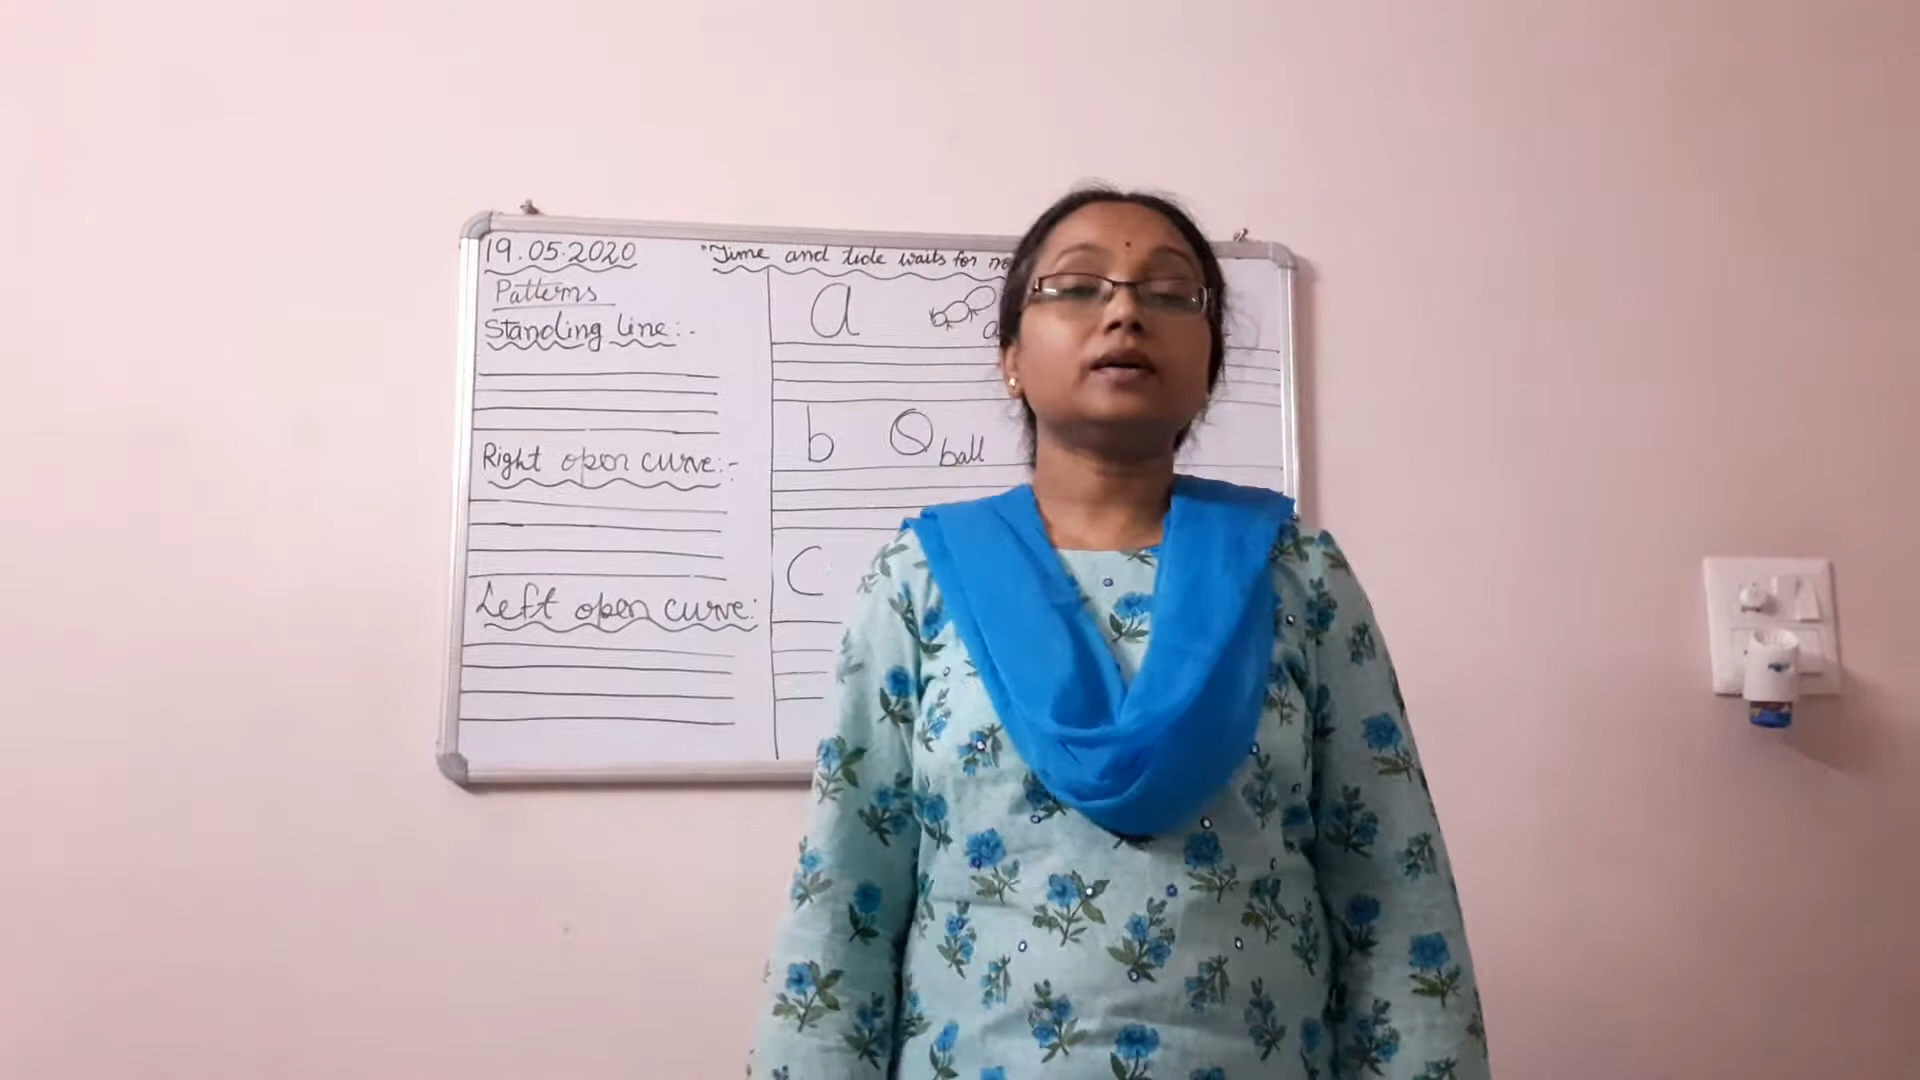 19.05.2020
"Time and tide waits for
Patterns
Standing line:-
Right open curve:-
Left open curve:
a
b
ball
C